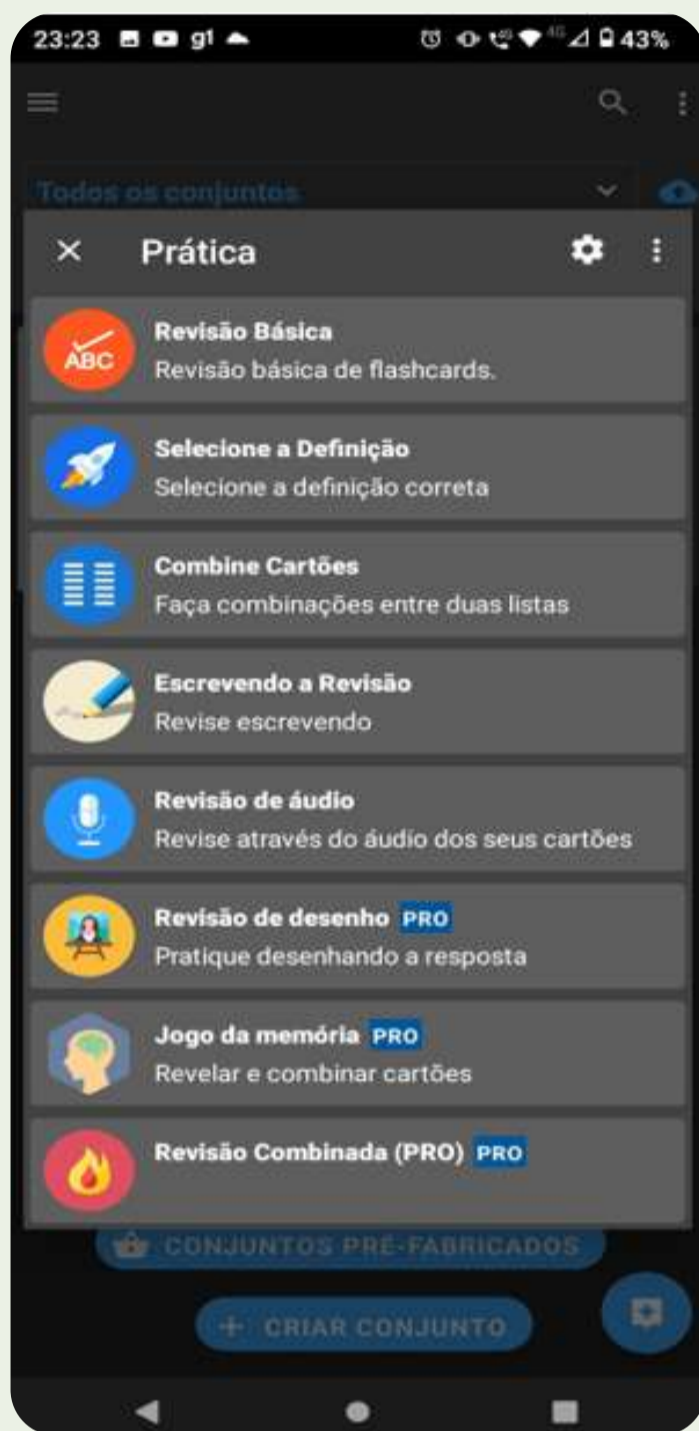 23:23 g1 4G 43%
Todos os conjuntos
Prática
ABC
Revisão Básica
Revisão básica de flashcards.
Selecione a Definição
Selecione a definição correta
Combine Cartões
Faça combinações entre duas listas
Escrevendo a Revisão
Revise escrevendo
Revisão de áudio
Revise através do áudio dos seus cartões
Revisão de desenho PRO
Pratique desenhando a resposta
Jogo da memória PRO
Revelar e combinar cartões
Revisão Combinada (PRO) PRO
CONJUNTOS PRÉ-FABRICADOS
+ CRIAR CONJUNTO